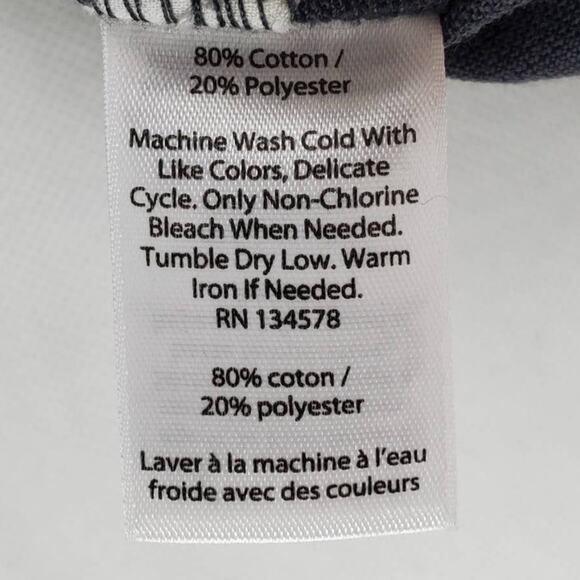 80% Cotton /
20% Polyester
Machine Wash Cold With
Like Colors, Delicate
Cycle. Only Non-Chlorine
Bleach When Needed.
Tumble Dry Low. Warm
Iron If Needed.
RN 134578
80% coton /
20% polyester
Laver à la machine à l'eau
froide avec des couleurs